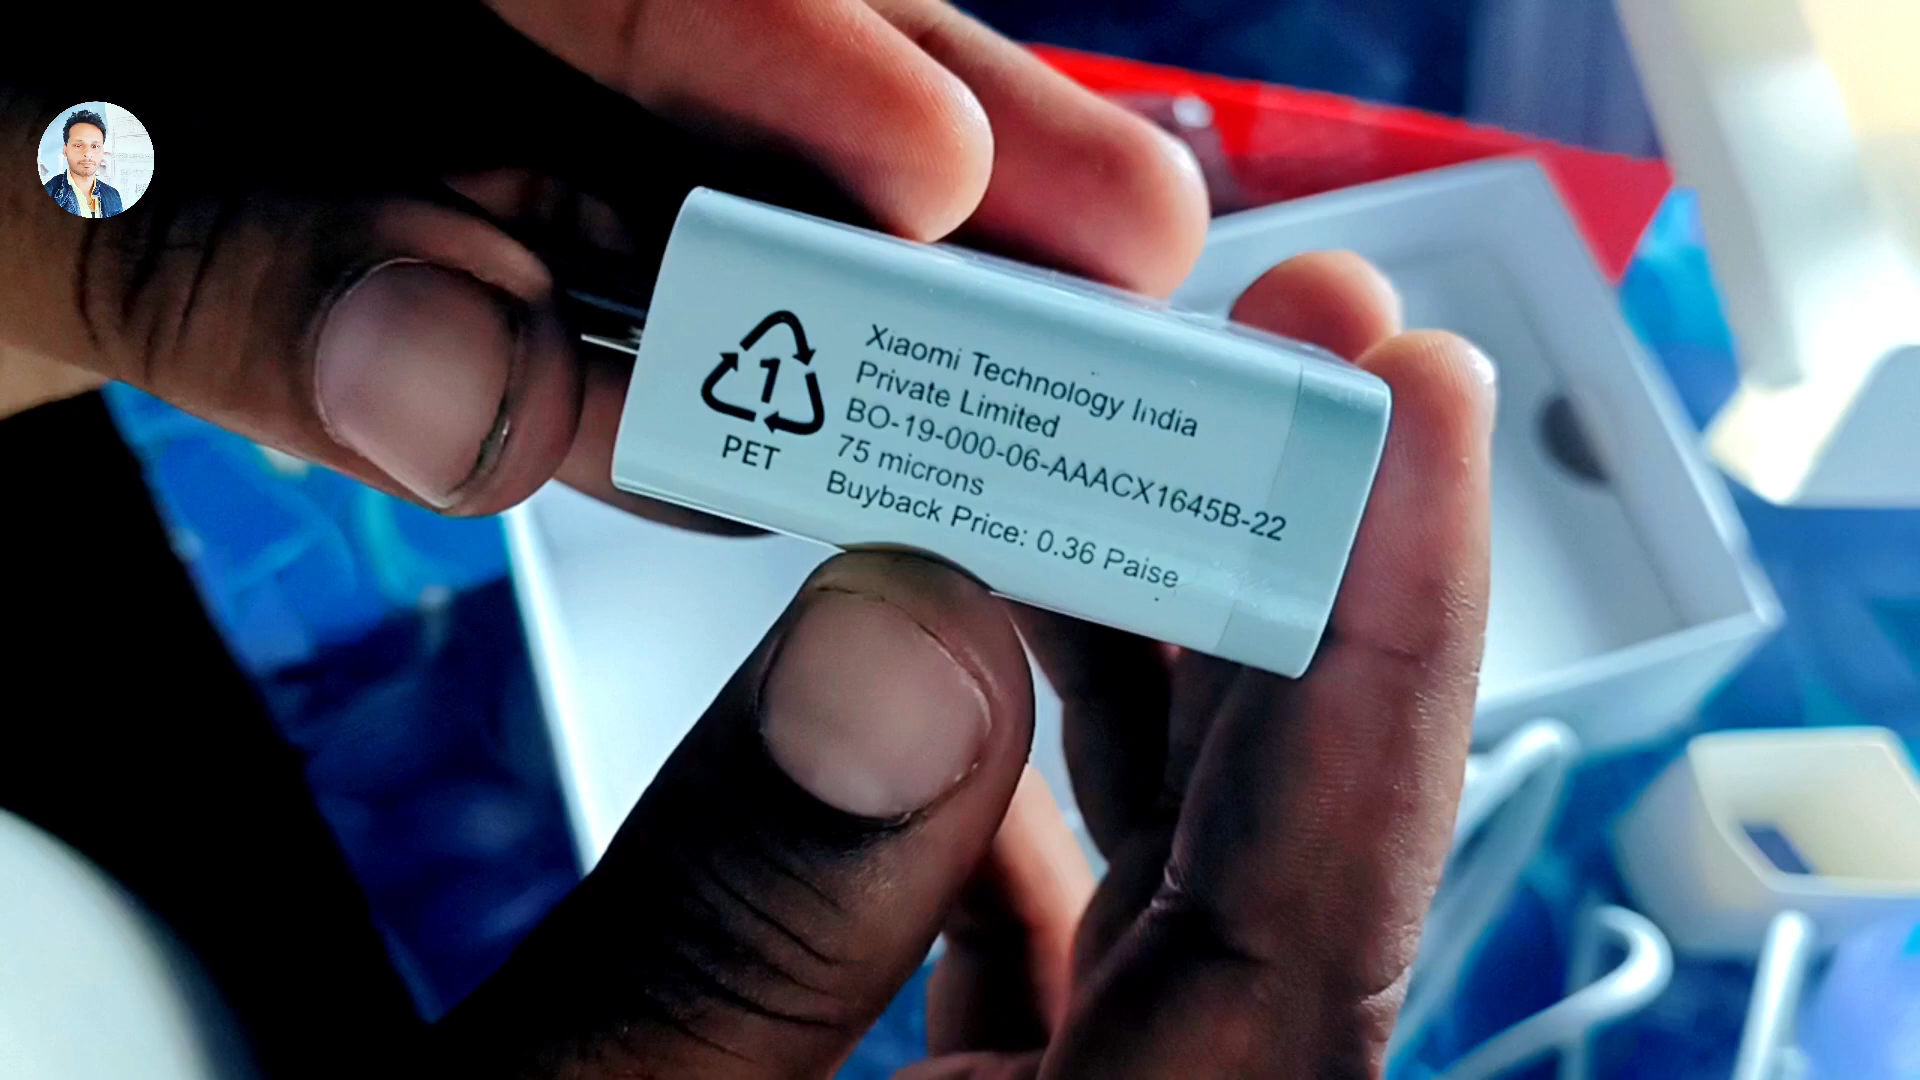 1
PET
Xiaomi Technology India
Private Limited
BO-19-000-06-AAACX1645B-22
75 microns
Buyback Price: 0.36 Paise